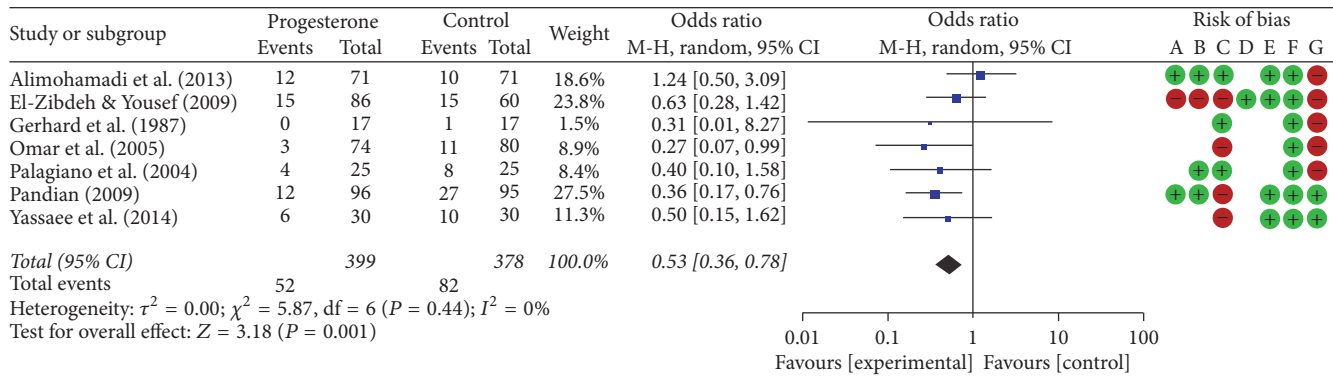 Study or subgroup Progesterone Control Weight Odds ratio Odds ratio Risk of bias
Events Total Events Total M-H, random, 95% CI M-H, random, 95% CI A B C D E F G
Alimohamadi et al. (2013) 12 71 10 71 18.6% 1.24 [0.50, 3.09] + + + + + −
El-Zibdeh & Yousef (2009) 15 86 15 60 23.8% 0.63 [0.28, 1.42] − − − + + + −
Gerhard et al. (1987) 0 17 1 17 1.5% 0.31 [0.01, 8.27] + + −
Omar et al. (2005) 3 74 11 80 8.9% 0.27 [0.07, 0.99] − + −
Palagiano et al. (2004) 4 25 8 25 8.4% 0.40 [0.10, 1.58] + + + −
Pandian (2009) 12 96 27 95 27.5% 0.36 [0.17, 0.76] + + − + + +
Yassaee et al. (2014) 6 30 10 30 11.3% 0.50 [0.15, 1.62] − + + +
Total (95% CI) 399 378 100.0% 0.53 [0.36, 0.78]
Total events 52 82
Heterogeneity: τ² = 0.00; χ² = 5.87, df = 6 (P = 0.44); I² = 0%
Test for overall effect: Z = 3.18 (P = 0.001)
0.01 0.1 1 10 100
Favours [experimental] Favours [control]